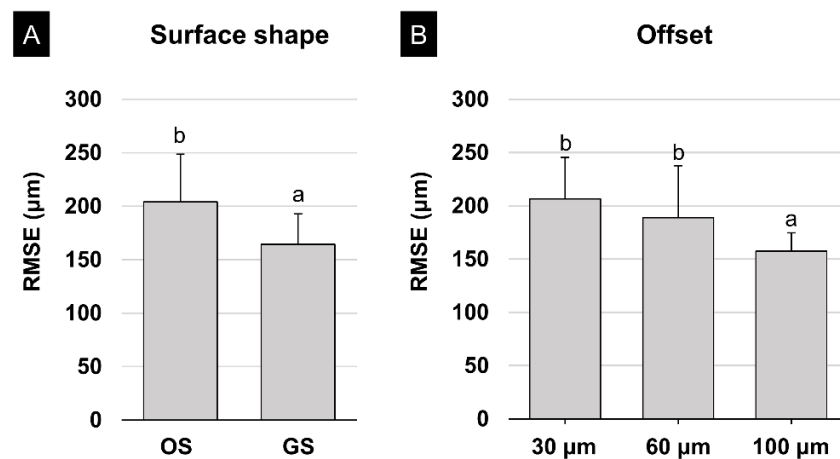 A Surface shape
RMSE (µm)
300
250
200
150
100
50
0
b
a
OS GS
B Offset
RMSE (µm)
300
250
200
150
100
50
0
b
b
a
30 µm 60 µm 100 µm